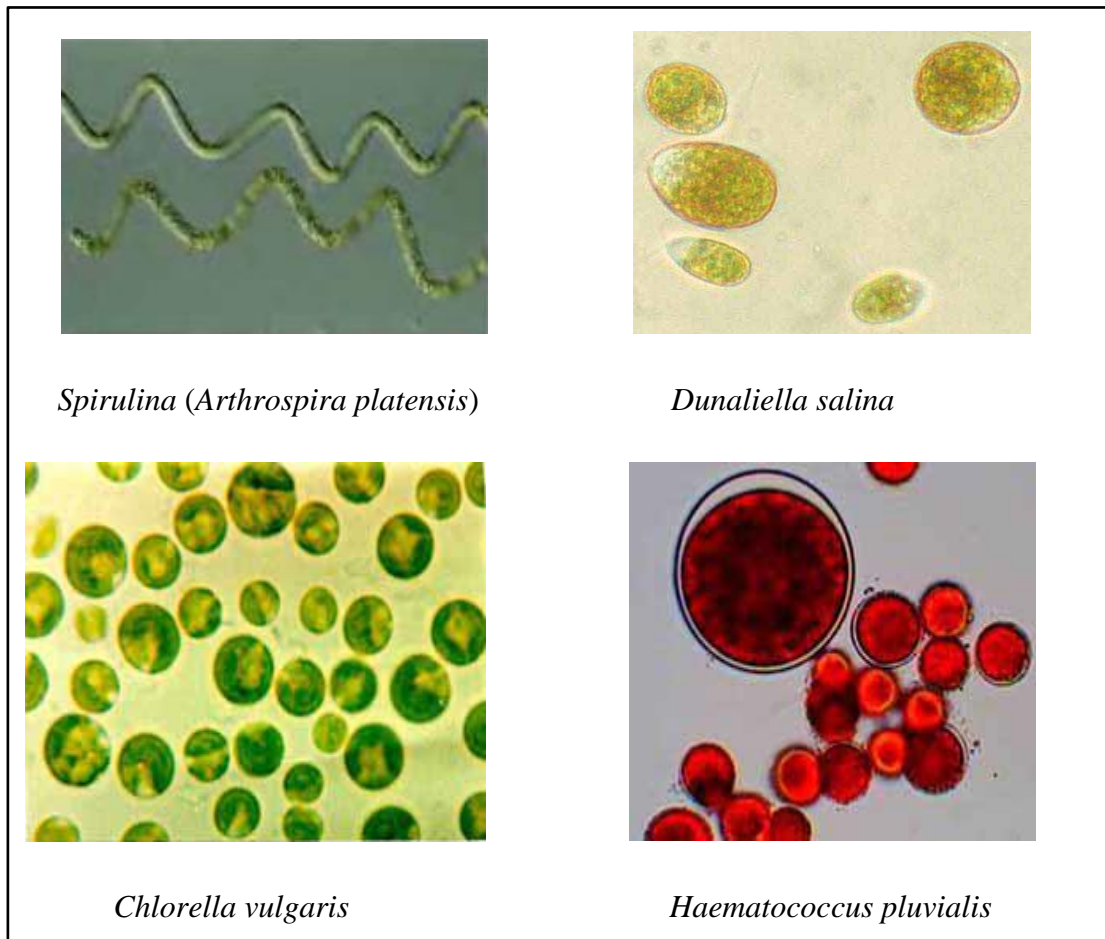 Spirulina (Arthrospira platensis)
Dunaliella salina
Chlorella vulgaris
Haematococcus pluvialis